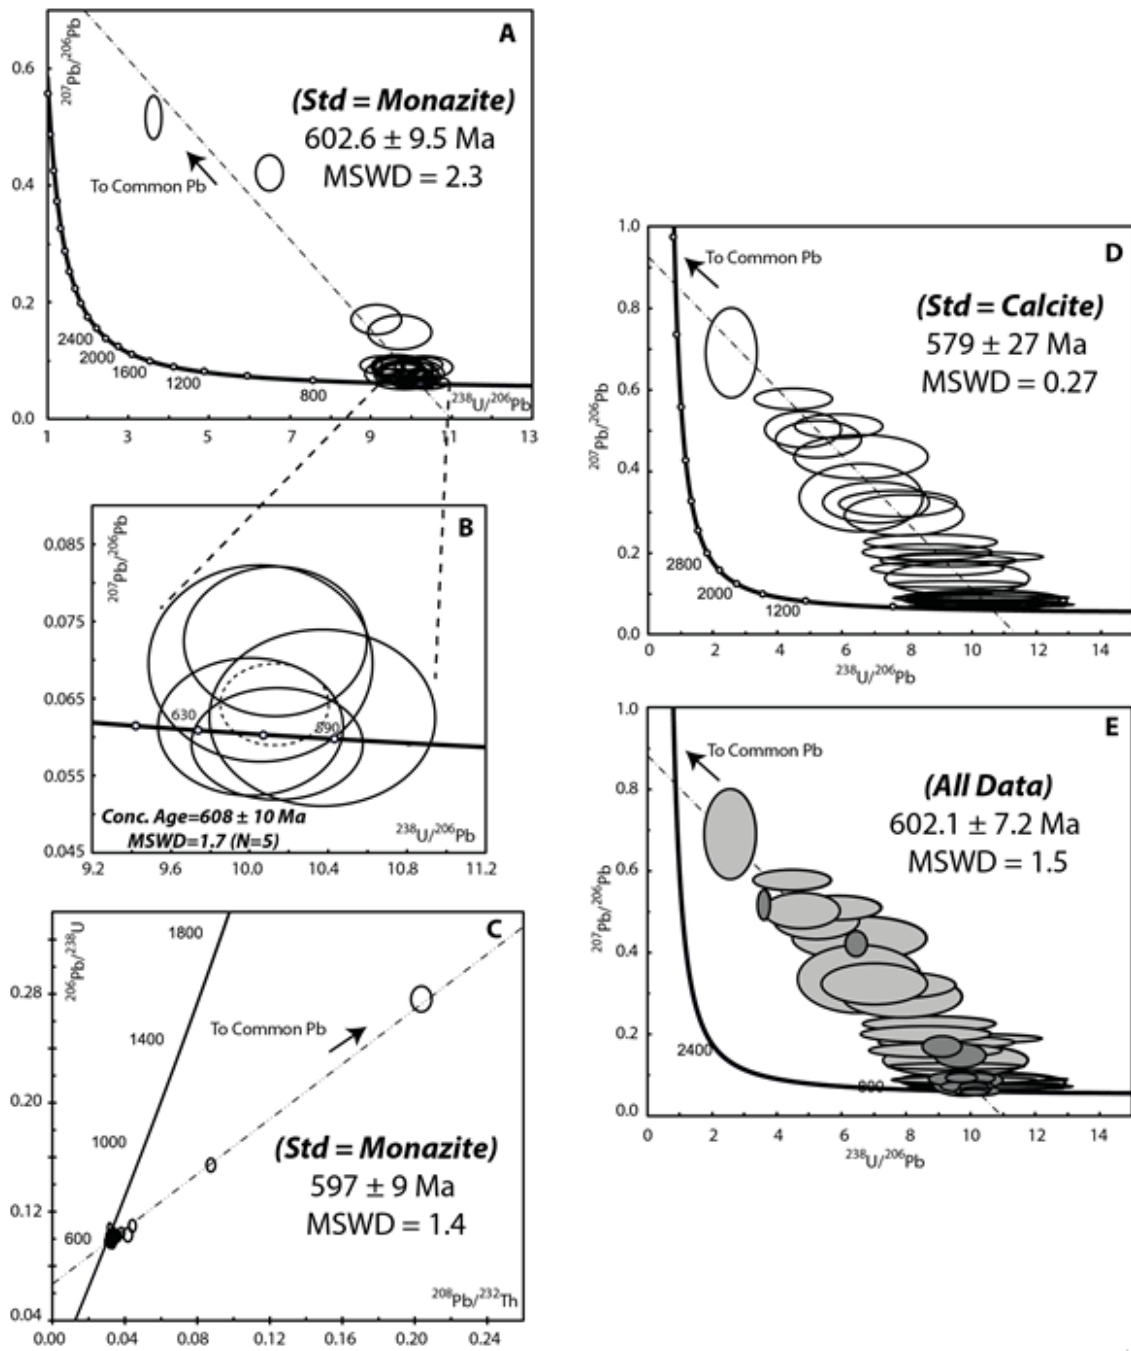 A
²⁰⁷Pb/²⁰⁶Pb
(Std = Monazite)
602.6 ± 9.5 Ma
MSWD = 2.3
To Common Pb
0.6
0.4
0.2
0.0
2400
2000
1600
1200
800
²³⁸U/²⁰⁶Pb
1 3 5 7 9 11 13
B
²⁰⁷Pb/²⁰⁶Pb
0.085
0.075
0.065
0.055
0.045
630
590
Conc. Age=608 ± 10 Ma
MSWD=1.7 (N=5)
²³⁸U/²⁰⁶Pb
9.2 9.6 10.0 10.4 10.8 11.2
C
²⁰⁶Pb/²³⁸U
1800
1400
1000
600
To Common Pb
(Std = Monazite)
597 ± 9 Ma
MSWD = 1.4
0.28
0.20
0.12
0.04
²⁰⁸Pb/²³²Th
0.00 0.04 0.08 0.12 0.16 0.20 0.24
D
To Common Pb
(Std = Calcite)
579 ± 27 Ma
MSWD = 0.27
²⁰⁷Pb/²⁰⁶Pb
1.0
0.8
0.6
0.4
0.2
0.0
2800
2000
1200
0 2 4 6 8 10 12 14
²³⁸U/²⁰⁶Pb
E
To Common Pb
(All Data)
602.1 ± 7.2 Ma
MSWD = 1.5
²⁰⁷Pb/²⁰⁶Pb
1.0
0.8
0.6
0.4
0.2
0.0
2400
800
0 2 4 6 8 10 12 14
²³⁸U/²⁰⁶Pb